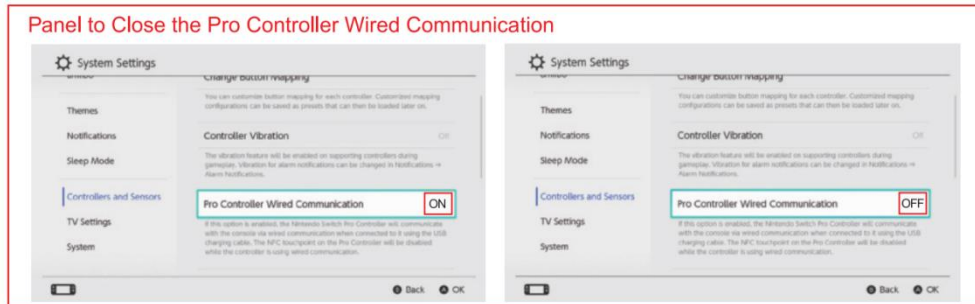 Panel to Close the Pro Controller Wired Communication
System Settings
Change Button Mapping
You can customize button mapping for each controller. Customized mapping
configurations can be saved as presets that can then be loaded later on.
Themes
Notifications
Controller Vibration
Sleep Mode
The vibration feature will be enabled on supporting controllers during
gameplay. Vibration for alarm notifications can be changed in Notifications →
Alarm Notifications.
Controllers and Sensors
Pro Controller Wired Communication ON
TV Settings
If this option is enabled, the Nintendo Switch Pro Controller will communicate
with the console via wired communication when connected to it using the USB
charging cable. The NFC touchpoint on the Pro Controller will be disabled
while the controller is using wired communication.
System
Back OK
System Settings
Change Button Mapping
You can customize button mapping for each controller. Customized mapping
configurations can be saved as presets that can then be loaded later on.
Themes
Notifications
Controller Vibration
Sleep Mode
The vibration feature will be enabled on supporting controllers during
gameplay. Vibration for alarm notifications can be changed in Notifications →
Alarm Notifications.
Controllers and Sensors
Pro Controller Wired Communication OFF
TV Settings
If this option is enabled, the Nintendo Switch Pro Controller will communicate
with the console via wired communication when connected to it using the USB
charging cable. The NFC touchpoint on the Pro Controller will be disabled
while the controller is using wired communication.
System
Back OK